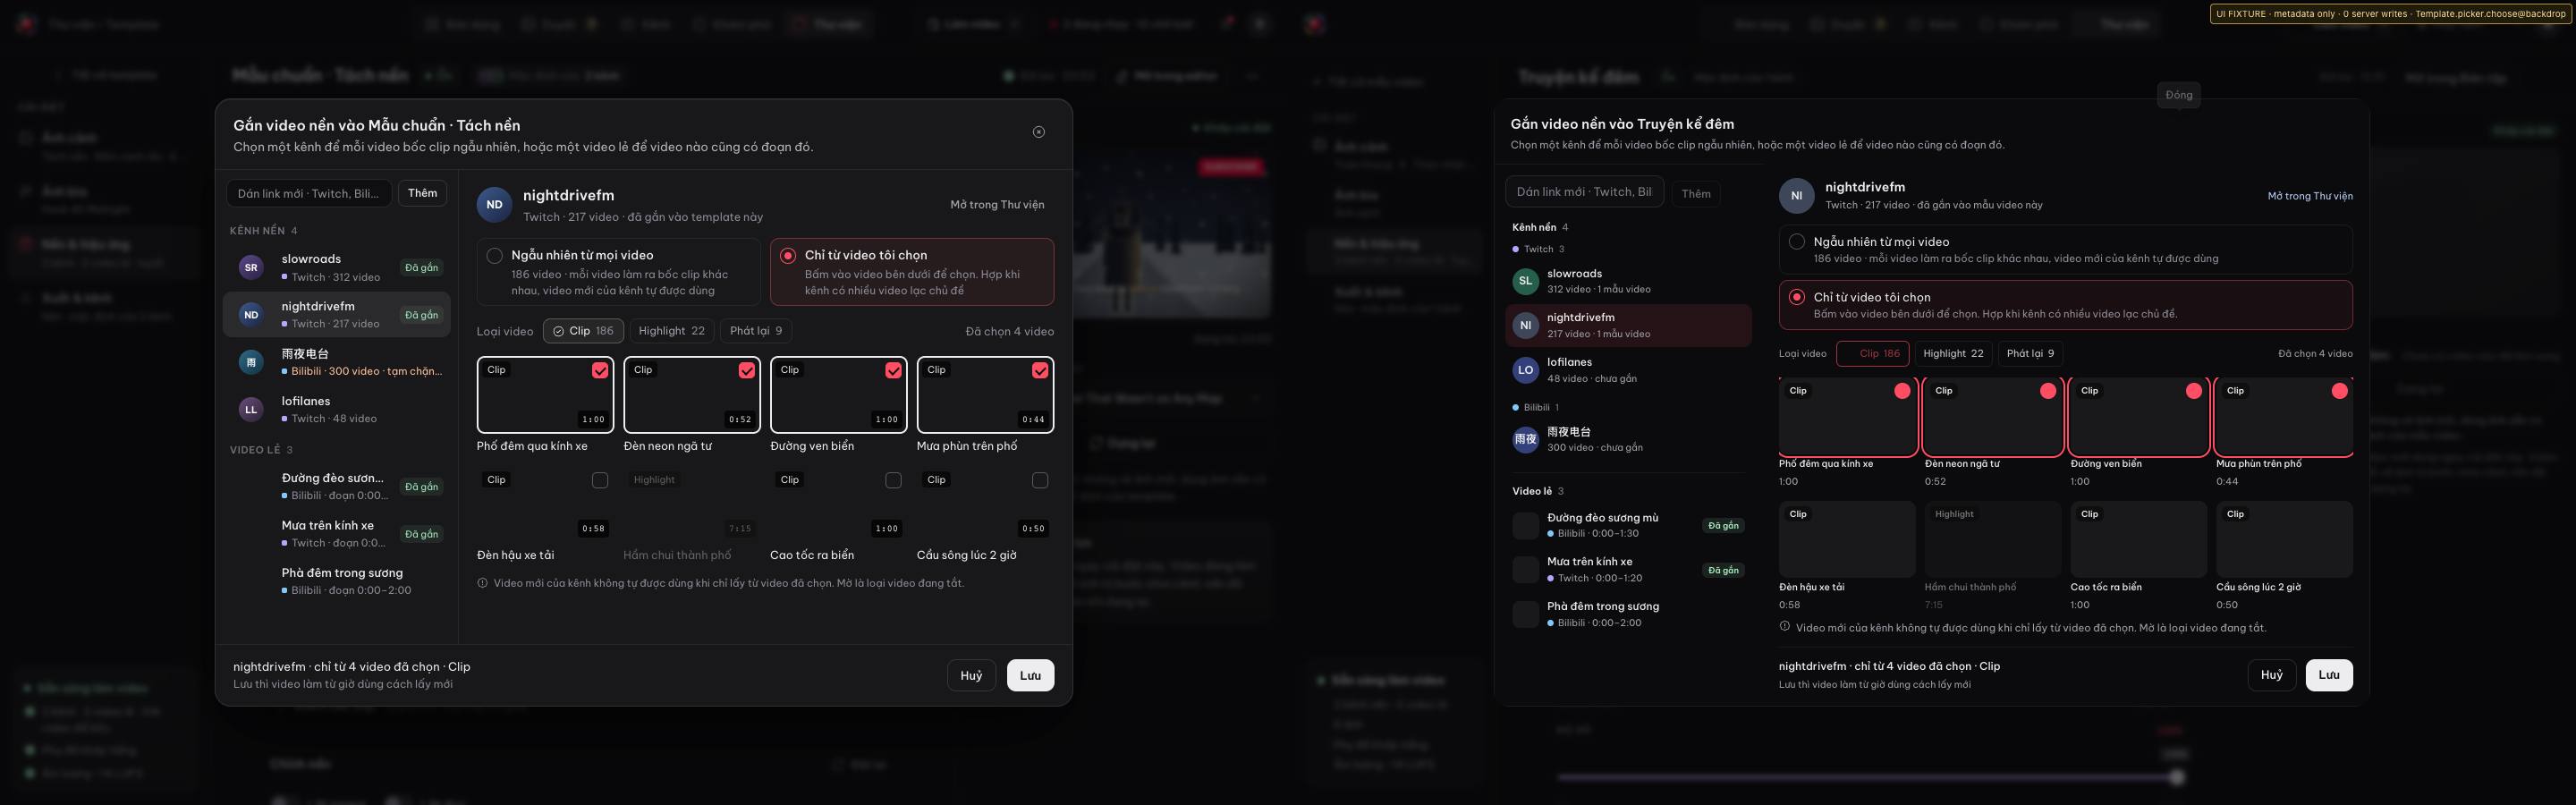 UI FIXTURE · metadata only · 0 server writes · Template.picker.choose@backdrop
Gắn video nền vào Mẫu chuẩn · Tách nền
Chọn một kênh để mỗi video bốc clip ngẫu nhiên, hoặc một video lẻ để video nào cũng có đoạn đó.
Dán link mới · Twitch, Bili...
Thêm
KÊNH NỀN 4
SR
slowroads
Twitch · 312 video
Đã gắn
ND
nightdrivefm
Twitch · 217 video
Đã gắn
雨
雨夜电台
Bilibili · 300 video · tạm chặn...
LL
lofilanes
Twitch · 48 video
VIDEO LẺ 3
Đường đèo sươn...
Bilibili · đoạn 0:00...
Đã gắn
Mưa trên kính xe
Twitch · đoạn 0:0...
Đã gắn
Phà đêm trong sương
Bilibili · đoạn 0:00–2:00
ND
nightdrivefm
Twitch · 217 video · đã gắn vào template này
Mở trong Thư viện
Ngẫu nhiên từ mọi video
186 video · mỗi video làm ra bốc clip khác
nhau, video mới của kênh tự được dùng
Chỉ từ video tôi chọn
Bấm vào video bên dưới để chọn. Hợp khi
kênh có nhiều video lạc chủ đề
Loại video
Clip 186
Highlight 22
Phát lại 9
Đã chọn 4 video
Clip
1:00
Clip
0:52
Clip
1:00
Clip
0:44
Phố đêm qua kính xe
Đèn neon ngã tư
Đường ven biển
Mưa phùn trên phố
Clip
0:58
Highlight
7:15
Clip
1:00
Clip
0:50
Đèn hậu xe tải
Hầm chui thành phố
Cao tốc ra biển
Cầu sông lúc 2 giờ
Video mới của kênh không tự được dùng khi chỉ lấy từ video đã chọn. Mờ là loại video đang tắt.
nightdrivefm · chỉ từ 4 video đã chọn · Clip
Lưu thì video làm từ giờ dùng cách lấy mới
Huỷ
Lưu
Đóng
Gắn video nền vào Truyện kể đêm
Chọn một kênh để mỗi video bốc clip ngẫu nhiên, hoặc một video lẻ để video nào cũng có đoạn đó.
Dán link mới · Twitch, Bil
Thêm
Kênh nền 4
Twitch 3
SL
slowroads
312 video · 1 mẫu video
NI
nightdrivefm
217 video · 1 mẫu video
LO
lofilanes
48 video · chưa gắn
Bilibili 1
雨夜
雨夜电台
300 video · chưa gắn
Video lẻ 3
Đường đèo sương mù
Bilibili · 0:00–1:30
Đã gắn
Mưa trên kính xe
Twitch · 0:00–1:20
Đã gắn
Phà đêm trong sương
Bilibili · 0:00–2:00
NI
nightdrivefm
Twitch · 217 video · đã gắn vào mẫu video này
Mở trong Thư viện
Ngẫu nhiên từ mọi video
186 video · mỗi video làm ra bốc clip khác nhau, video mới của kênh tự được dùng
Chỉ từ video tôi chọn
Bấm vào video bên dưới để chọn. Hợp khi kênh có nhiều video lạc chủ đề.
Loại video
Clip 186
Highlight 22
Phát lại 9
Đã chọn 4 video
Clip
Clip
Clip
Clip
Phố đêm qua kính xe
Đèn neon ngã tư
Đường ven biển
Mưa phùn trên phố
1:00
0:52
1:00
0:44
Clip
Highlight
Clip
Clip
Đèn hậu xe tải
Hầm chui thành phố
Cao tốc ra biển
Cầu sông lúc 2 giờ
0:58
7:15
1:00
0:50
Video mới của kênh không tự được dùng khi chỉ lấy từ video đã chọn. Mờ là loại video đang tắt.
nightdrivefm · chỉ từ 4 video đã chọn · Clip
Lưu thì video làm từ giờ dùng cách lấy mới
Huỷ
Lưu